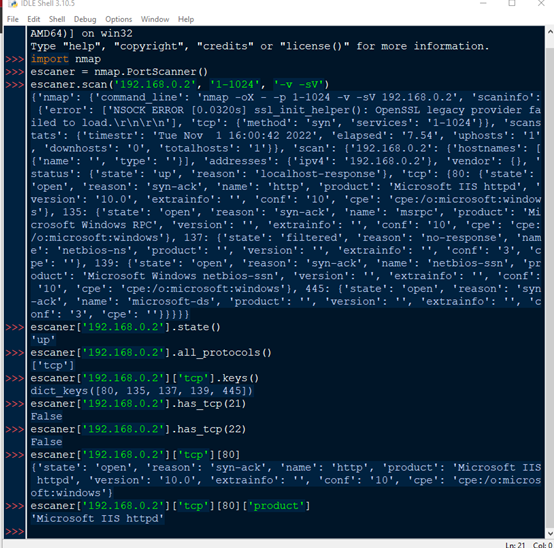 IDLE Shell 3.10.5
File Edit Shell Debug Options Window Help
AMD64)] on win32
Type "help", "copyright", "credits" or "license()" for more information.
>>> import nmap
>>> escaner = nmap.PortScanner()
>>> escaner.scan('192.168.0.2', '1-1024', '-v -sV')
{'nmap': {'command_line': 'nmap -oX - -p 1-1024 -v -sV 192.168.0.2', 'scaninfo':
{'error': ['NSOCK ERROR [0.0320s] ssl_init_helper(): OpenSSL legacy provider fa
iled to load.\r\n\r\n'], 'tcp': {'method': 'syn', 'services': '1-1024'}}, 'scans
tats': {'timestr': 'Tue Nov  1 16:00:42 2022', 'elapsed': '7.54', 'uphosts': '1'
, 'downhosts': '0', 'totalhosts': '1'}}, 'scan': {'192.168.0.2': {'hostnames': [
{'name': '', 'type': ''}], 'addresses': {'ipv4': '192.168.0.2'}, 'vendor': {}, '
status': {'state': 'up', 'reason': 'localhost-response'}, 'tcp': {80: {'state':
'open', 'reason': 'syn-ack', 'name': 'http', 'product': 'Microsoft IIS httpd', '
version': '10.0', 'extrainfo': '', 'conf': '10', 'cpe': 'cpe:/o:microsoft:window
s'}, 135: {'state': 'open', 'reason': 'syn-ack', 'name': 'msrpc', 'product': 'Mi
crosoft Windows RPC', 'version': '', 'extrainfo': '', 'conf': '10', 'cpe': 'cpe:
/o:microsoft:windows'}, 137: {'state': 'filtered', 'reason': 'no-response', 'nam
e': 'netbios-ns', 'product': '', 'version': '', 'extrainfo': '', 'conf': '3', 'c
pe': ''}, 139: {'state': 'open', 'reason': 'syn-ack', 'name': 'netbios-ssn', 'pr
oduct': 'Microsoft Windows netbios-ssn', 'version': '', 'extrainfo': '', 'conf':
'10', 'cpe': 'cpe:/o:microsoft:windows'}, 445: {'state': 'open', 'reason': 'syn
-ack', 'name': 'microsoft-ds', 'product': '', 'version': '', 'extrainfo': '', 'c
onf': '3', 'cpe': ''}}}}}
>>> escaner['192.168.0.2'].state()
'up'
>>> escaner['192.168.0.2'].all_protocols()
['tcp']
>>> escaner['192.168.0.2']['tcp'].keys()
dict_keys([80, 135, 137, 139, 445])
>>> escaner['192.168.0.2'].has_tcp(21)
False
>>> escaner['192.168.0.2'].has_tcp(22)
False
>>> escaner['192.168.0.2']['tcp'][80]
{'state': 'open', 'reason': 'syn-ack', 'name': 'http', 'product': 'Microsoft IIS
httpd', 'version': '10.0', 'extrainfo': '', 'conf': '10', 'cpe': 'cpe:/o:micros
oft:windows'}
>>> escaner['192.168.0.2']['tcp'][80]['product']
'Microsoft IIS httpd'
>>>
Ln: 21 Col: 0